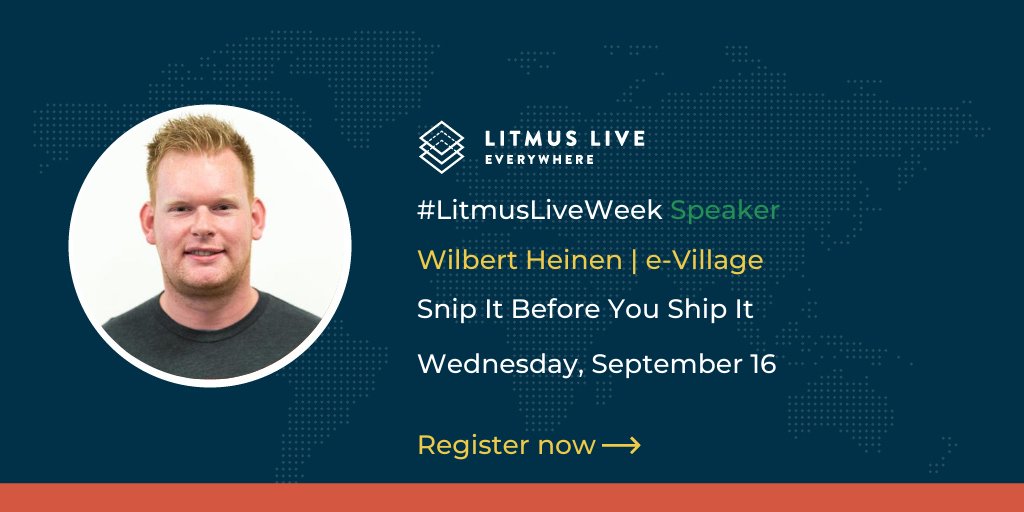 LITMUS LIVE
EVERYWHERE
#LitmusLiveWeek Speaker
Wilbert Heinen | e-Village
Snip It Before You Ship It
Wednesday, September 16
Register now